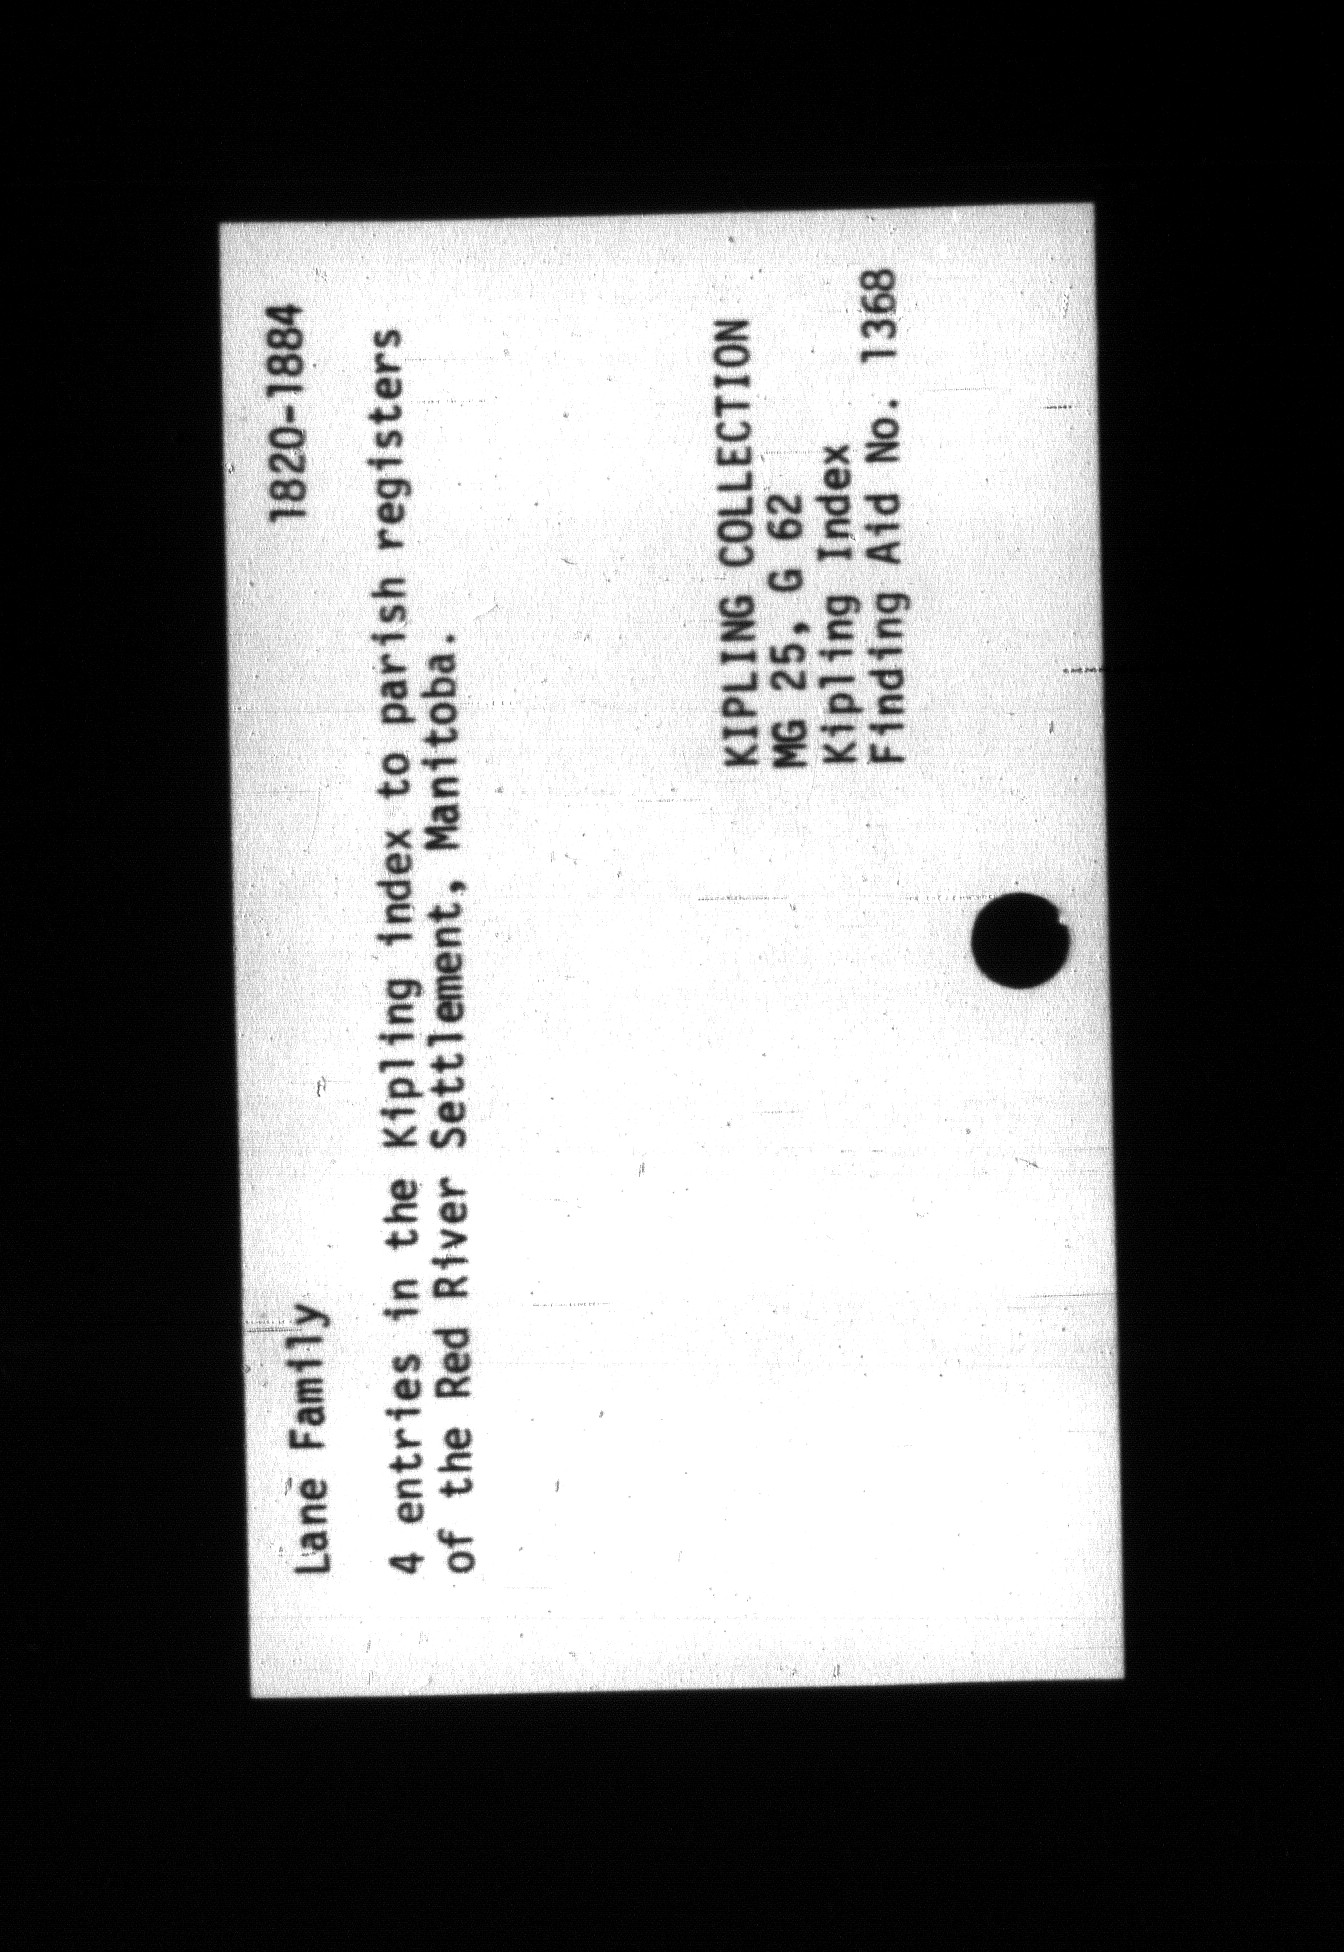 Lane Family 1820-1884
4 entries in the Kipling index to parish registers
of the Red River Settlement, Manitoba.
KIPLING COLLECTION
MG 25, G 62
Kipling Index
Finding Aid No. 1368